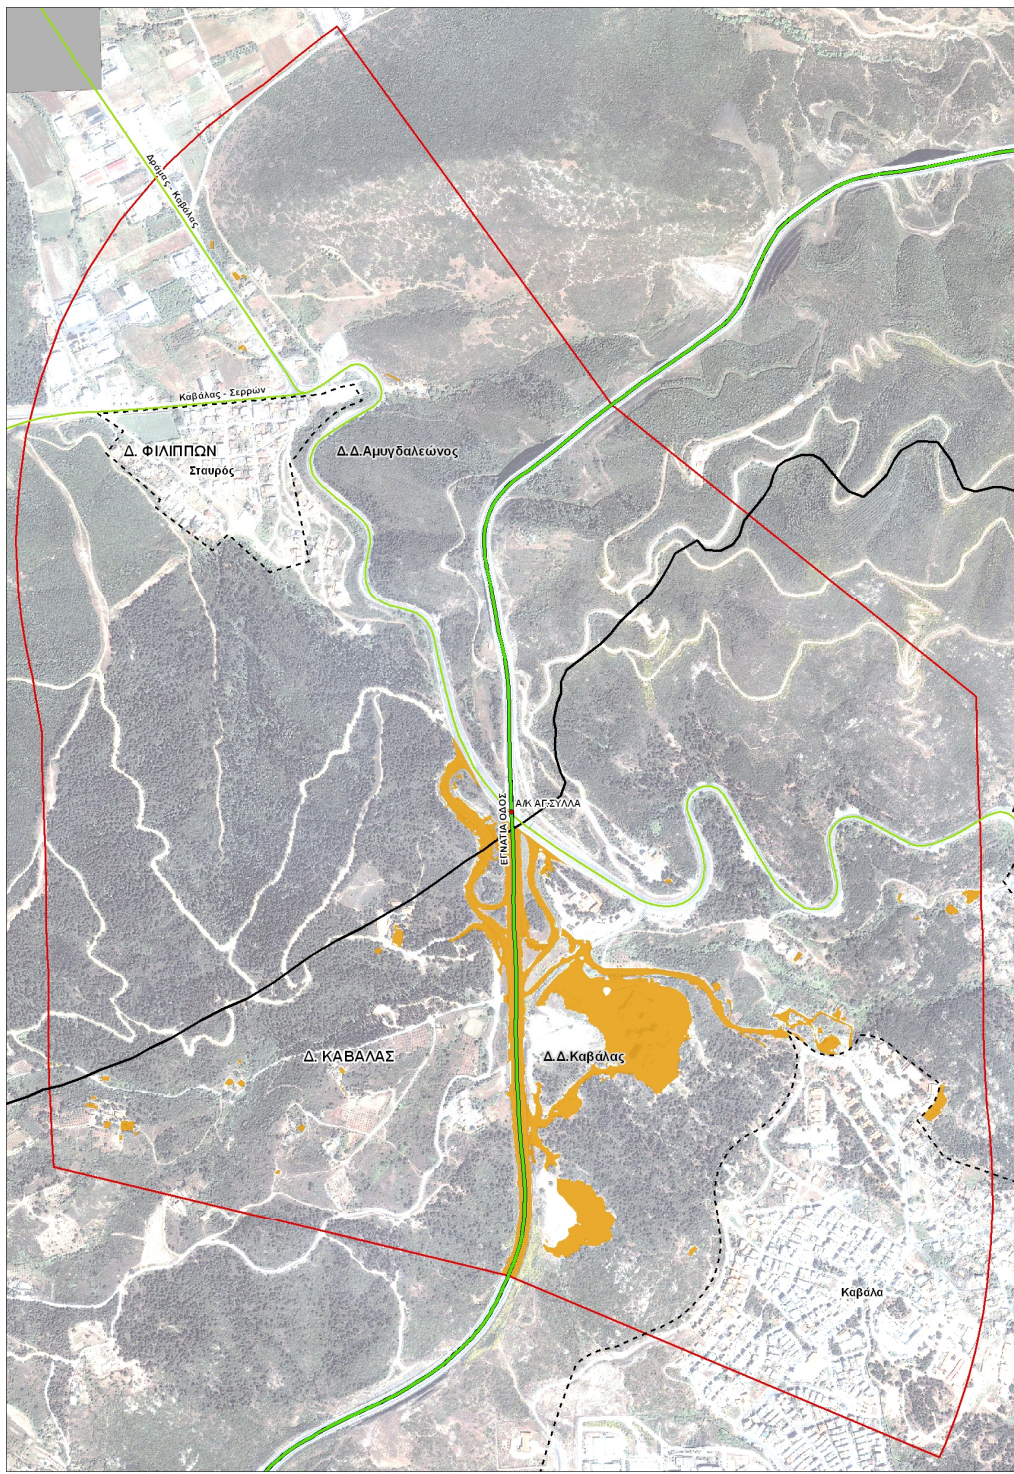 Δράμας - Καβάλας
Καβάλας - Σερρών
Δ. ΦΙΛΙΠΠΩΝ
Σταυρός
Δ.Δ.Αμυγδαλεώνος
Α/Κ ΑΓ.ΣΥΛΛΑ
ΕΓΝΑΤΙΑ ΟΔΟΣ
Δ. ΚΑΒΑΛΑΣ
Δ.Δ.Καβάλας
Καβάλα